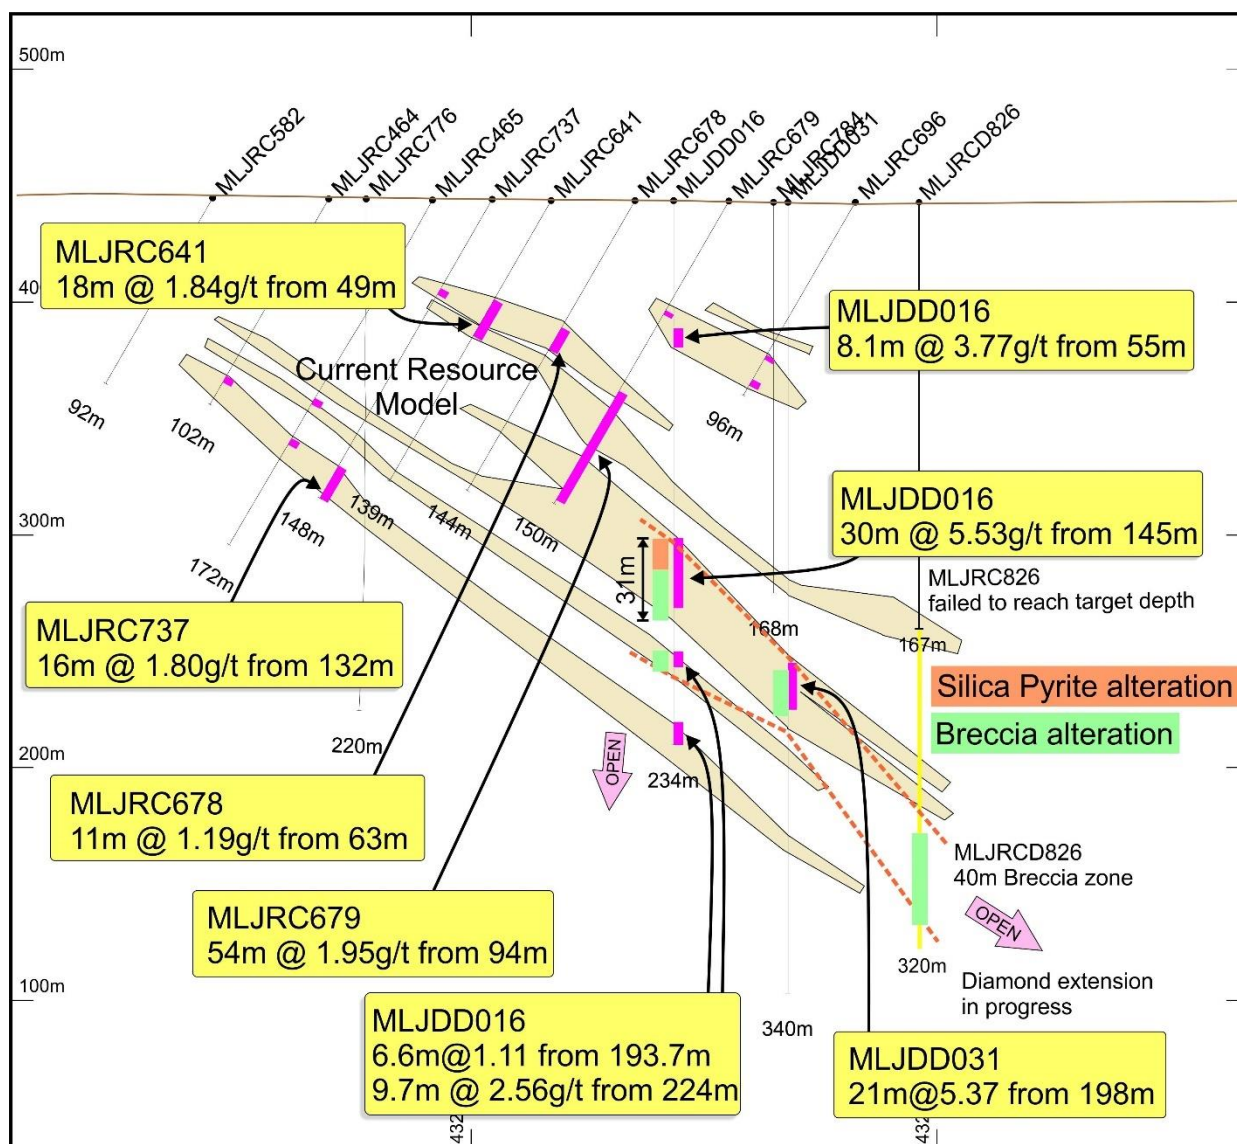 500m
MLJRC582
MLJRC464
MLJRC776
MLJRC465
MLJRC737
MLJRC641
MLJRC678
MLJDD016
MLJRC679
MLJRC784
MLJDD031
MLJRC696
MLJRCD826
MLJRC641
18m @ 1.84g/t from 49m
MLJDD016
8.1m @ 3.77g/t from 55m
Current Resource
Model
92m
102m
96m
MLJDD016
30m @ 5.53g/t from 145m
300m
172m
148m
139m
144m
150m
31m
MLJRC826
failed to reach target depth
168m
167m
MLJRC737
16m @ 1.80g/t from 132m
Silica Pyrite alteration
Breccia alteration
220m
OPEN
200m
234m
MLJRC678
11m @ 1.19g/t from 63m
MLJRCD826
40m Breccia zone
OPEN
MLJRC679
54m @ 1.95g/t from 94m
320m
Diamond extension
in progress
100m
340m
MLJDD016
6.6m@1.11 from 193.7m
9.7m @ 2.56g/t from 224m
MLJDD031
21m@5.37 from 198m